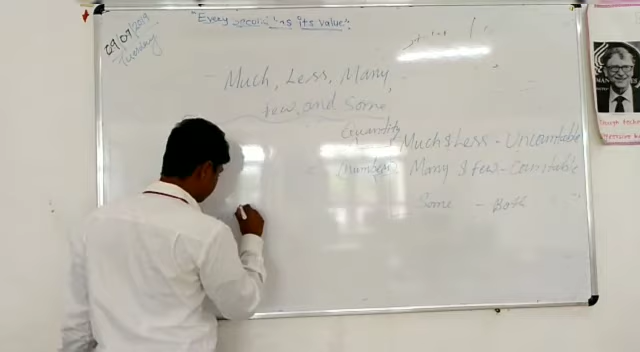 "Every second has its value"
09/07/2019
Tuesday
Much, Less, Many,
few, and Some
Quantity Much & Less - Uncountable
Number Many & few - Countable
Some - Both